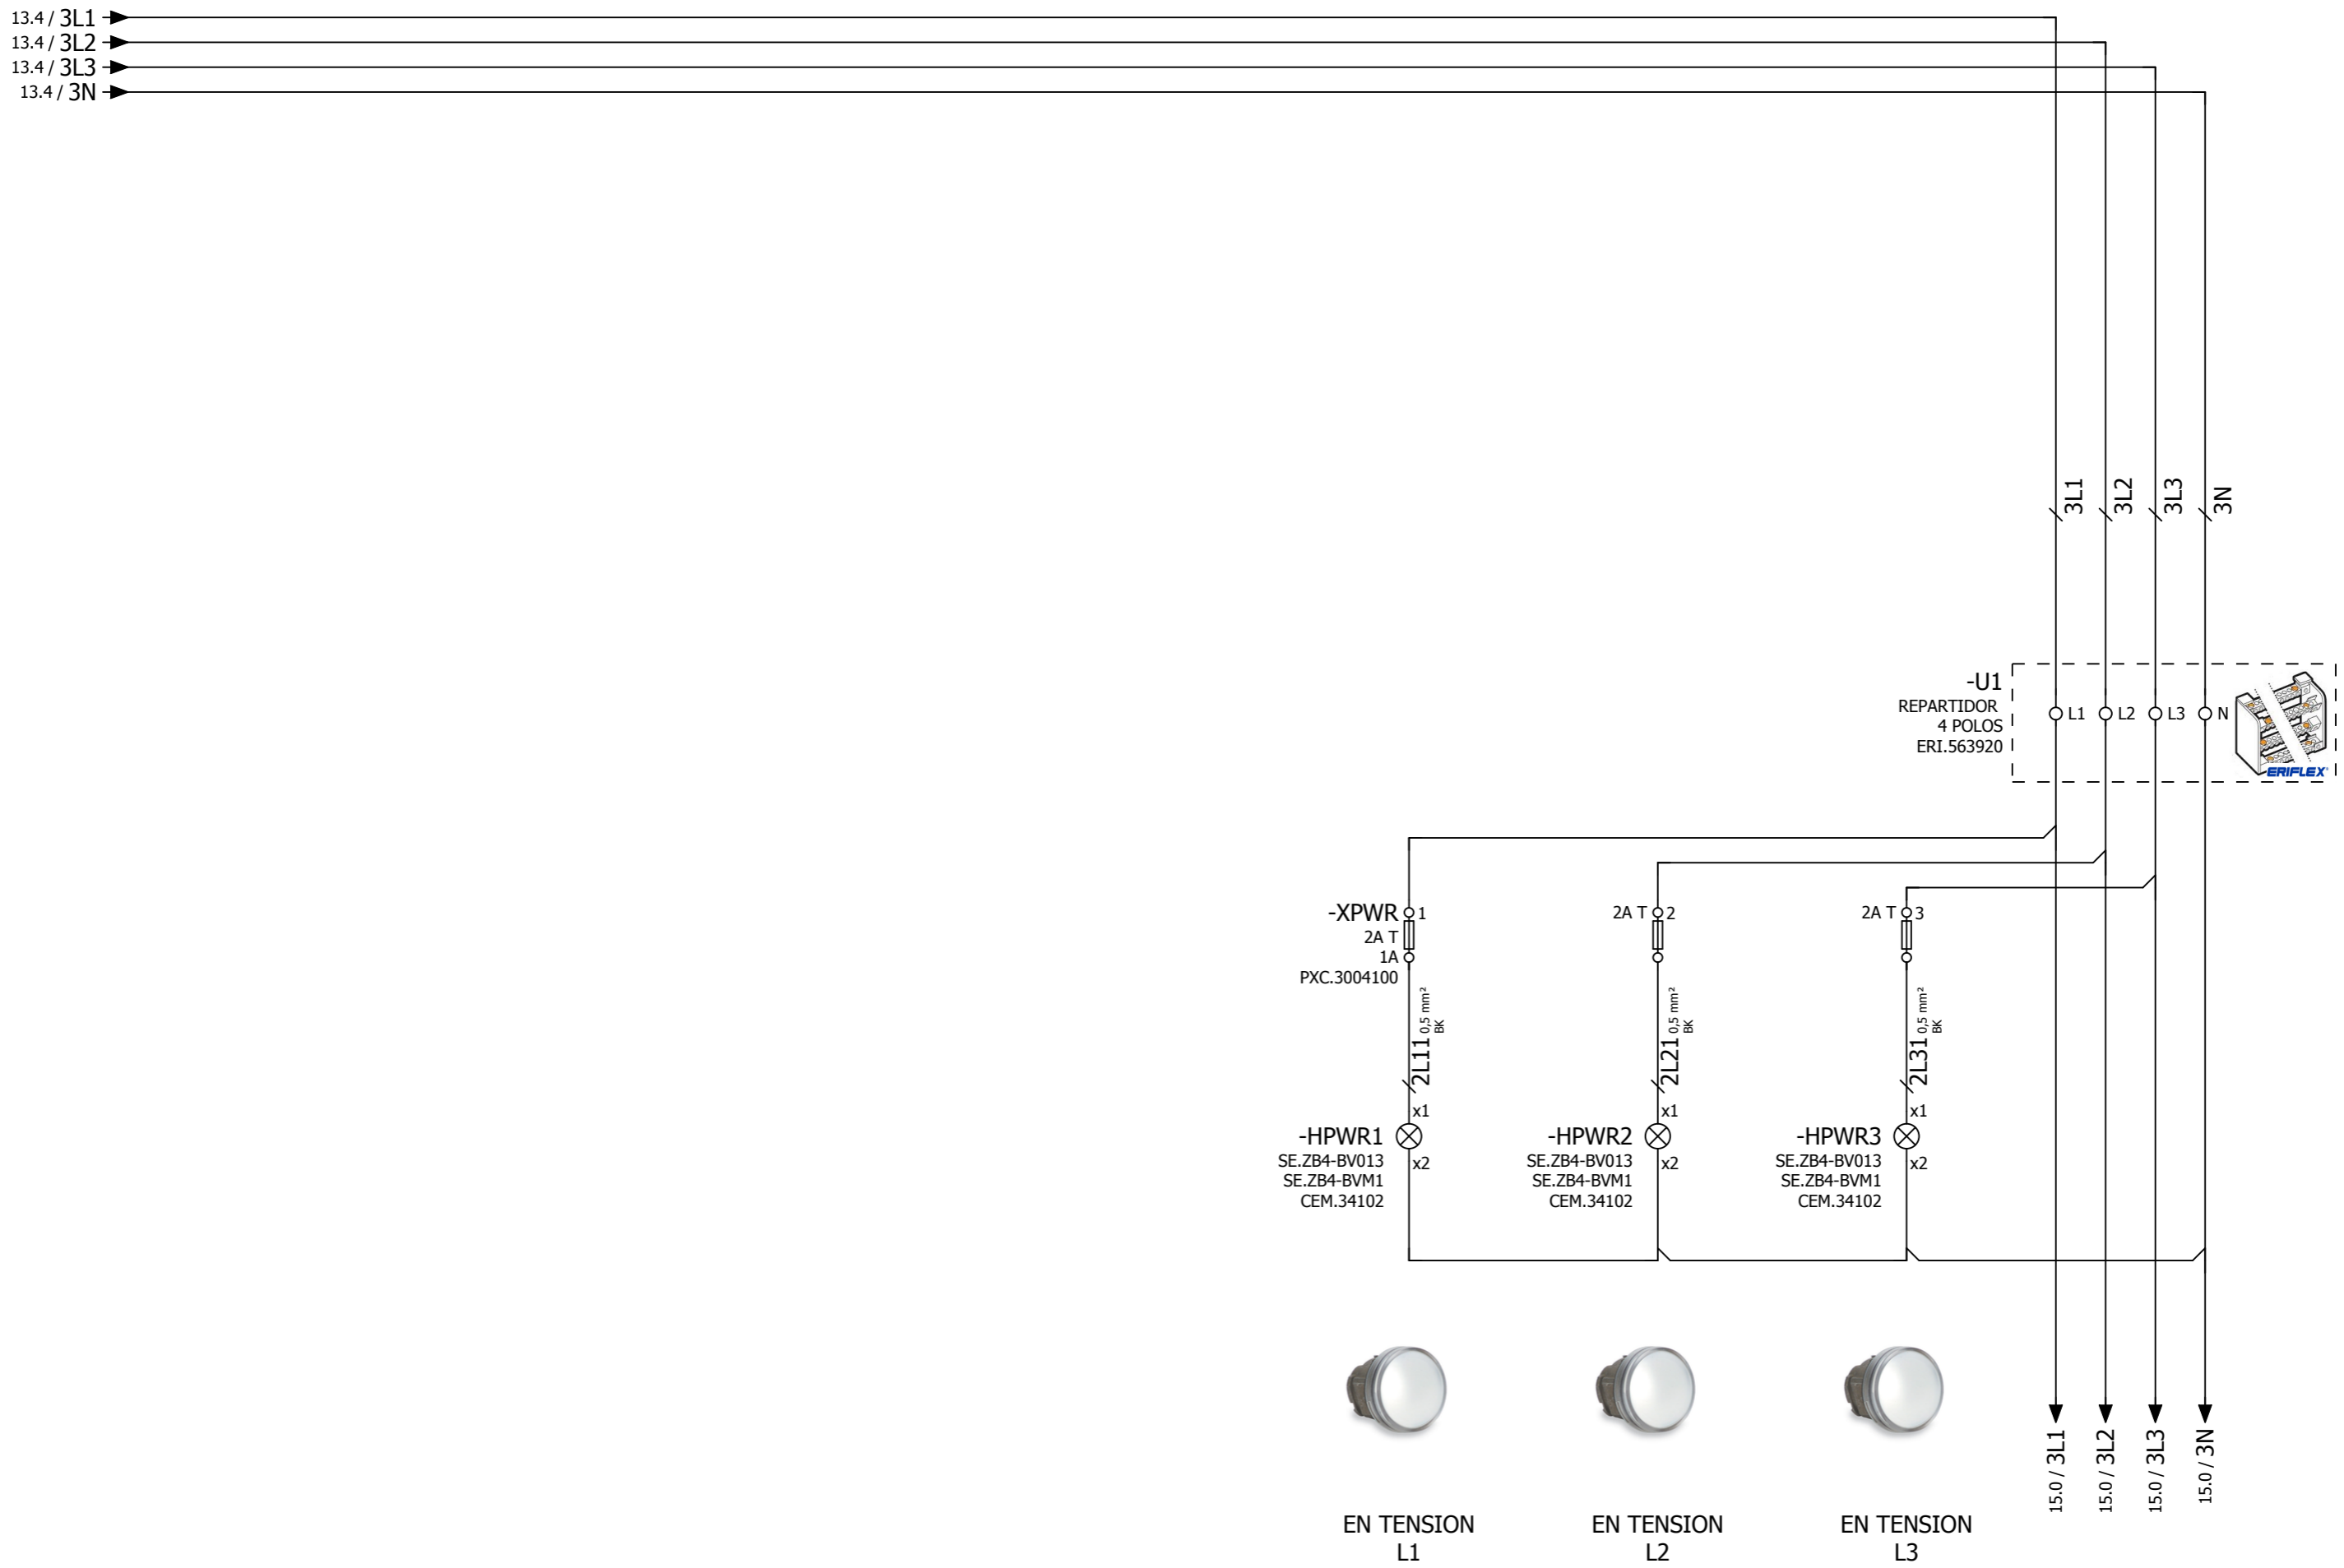 13.4 / 3L1
13.4 / 3L2
13.4 / 3L3
13.4 / 3N
3L1
3L2
3L3
3N
-U1
REPARTIDOR
4 POLOS
ERI.563920
L1
L2
L3
N
ERIFLEX®
-XPWR
1
2A T
1A
PXC.3004100
2A T
2
2A T
3
2L11
0,5 mm²
BK
2L21
0,5 mm²
BK
2L31
0,5 mm²
BK
x1
-HPWR1
SE.ZB4-BV013
x2
SE.ZB4-BVM1
CEM.34102
x1
-HPWR2
SE.ZB4-BV013
x2
SE.ZB4-BVM1
CEM.34102
x1
-HPWR3
SE.ZB4-BV013
x2
SE.ZB4-BVM1
CEM.34102
15.0 / 3L1
15.0 / 3L2
15.0 / 3L3
15.0 / 3N
EN TENSION
L1
EN TENSION
L2
EN TENSION
L3